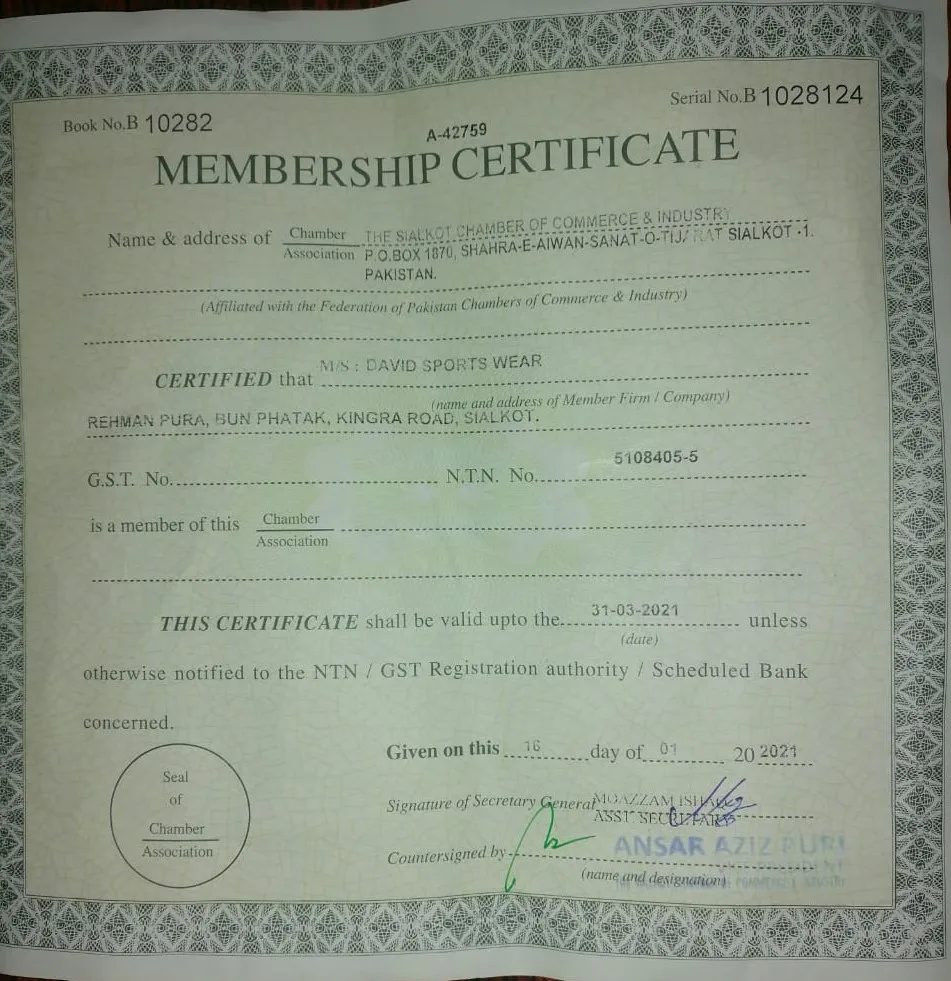 Book No.B 10282
Serial No.B 1028124
A-42759
MEMBERSHIP CERTIFICATE
Name & address of Chamber THE SIALKOT CHAMBER OF COMMERCE & INDUSTRY
Association P.O.BOX 1870, SHAHRA-E-AIWAN-SANAT-O-TIJARAT SIALKOT -1.
PAKISTAN.
(Affiliated with the Federation of Pakistan Chambers of Commerce & Industry)
CERTIFIED that M/S : DAVID SPORTS WEAR
(name and address of Member Firm / Company)
REHMAN PURA, BUN PHATAK, KINGRA ROAD, SIALKOT.
G.S.T. No. N.T.N. No. 5108405-5
is a member of this Chamber
Association
THIS CERTIFICATE shall be valid upto the 31-03-2021 unless
(date)
otherwise notified to the NTN / GST Registration authority / Scheduled Bank
concerned.
Given on this 16 day of 01 20 2021
Seal
of
Chamber
Association
Signature of Secretary General MOAZZAM ISHAQ
ASST. SECRETARY
Countersigned by ANSAR AZIZ PURI
(name and designation)